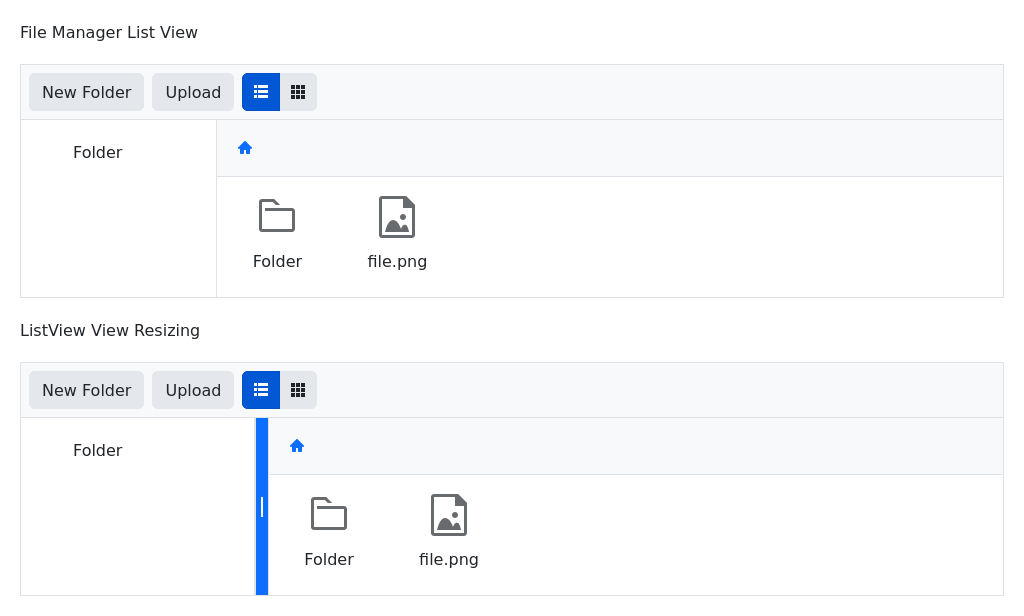 File Manager List View
New Folder Upload
Folder
Folder file.png
ListView View Resizing
New Folder Upload
Folder
Folder file.png